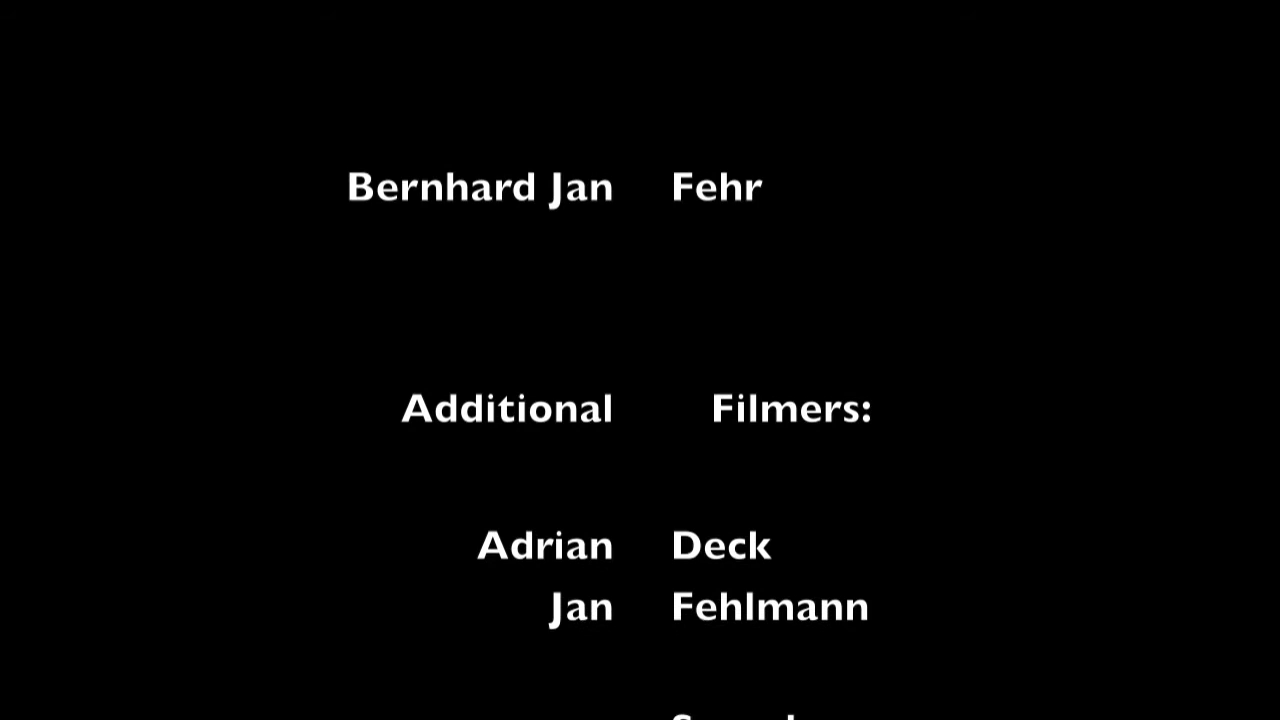 Bernhard Jan Fehr
Additional Filmers:
Adrian Deck
Jan Fehlmann